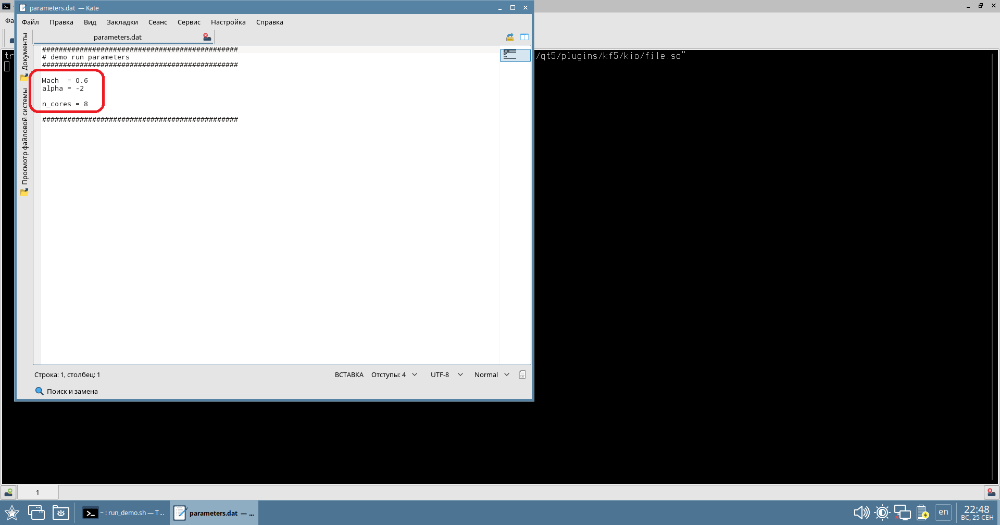 parameters.dat — Kate
Фа
Файл Правка Вид Закладки Сеанс Сервис Настройка Справка
parameters.dat
Документы
Просмотр файловой системы
###############################################
# demo run parameters
###############################################
Mach  = 0.6
alpha = -2
n_cores = 8
###############################################
tr
/qt5/plugins/kf5/kio/file.so"
Строка: 1, столбец: 1 ВСТАВКА Отступы: 4 UTF-8 Normal
Поиск и замена
1
~ : run_demo.sh — T...
parameters.dat — ...
en
22:48
ВС, 25 СЕН